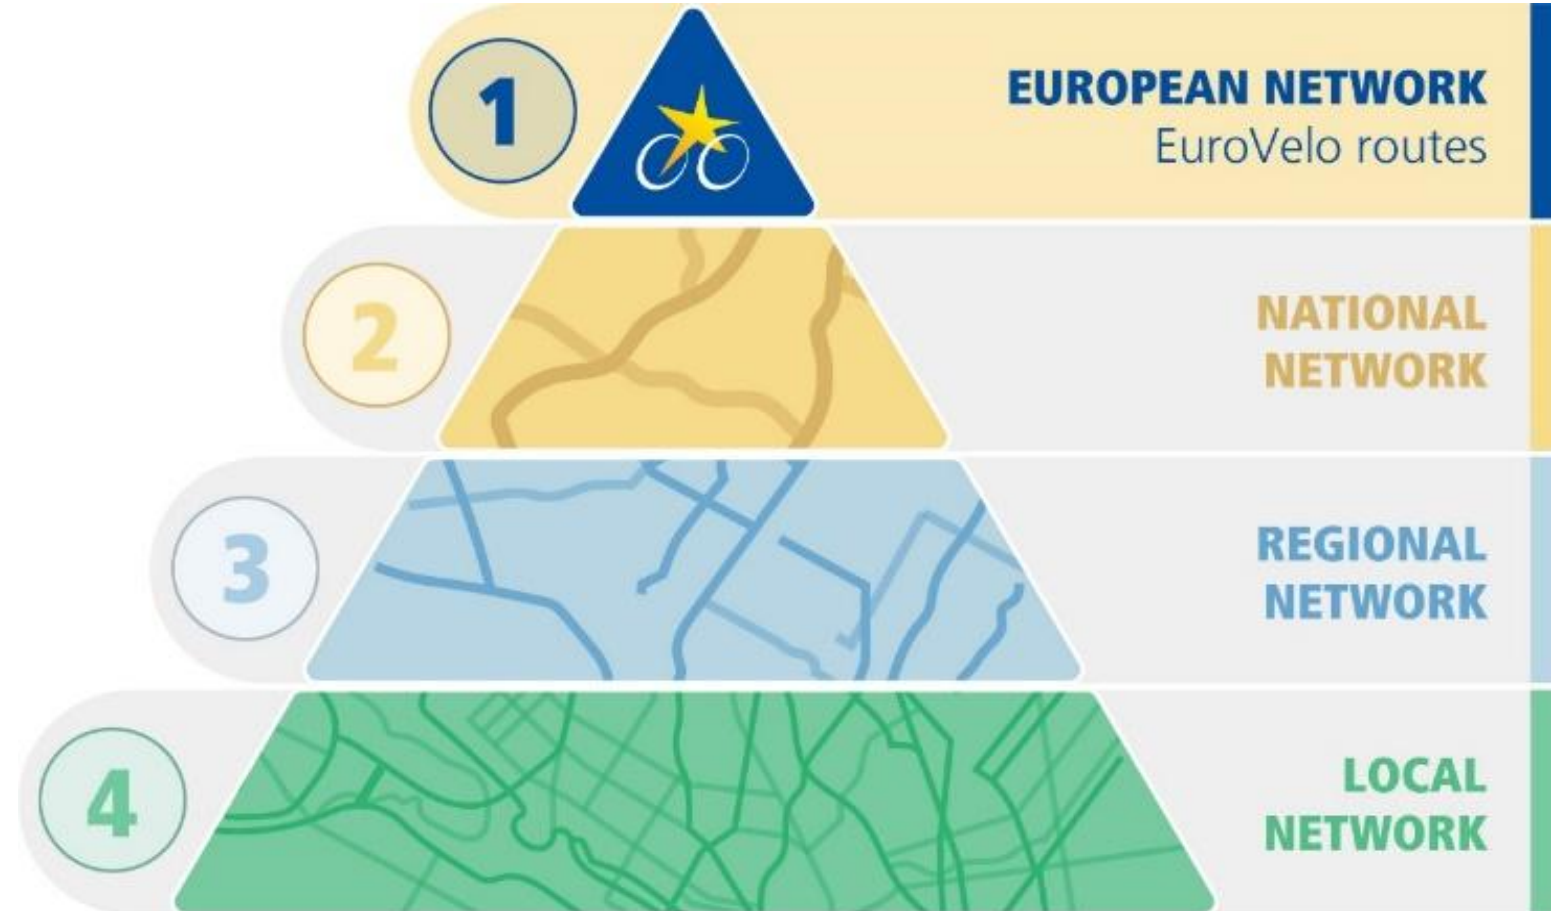 1
EUROPEAN NETWORK
EuroVelo routes
2
NATIONAL
NETWORK
3
REGIONAL
NETWORK
4
LOCAL
NETWORK